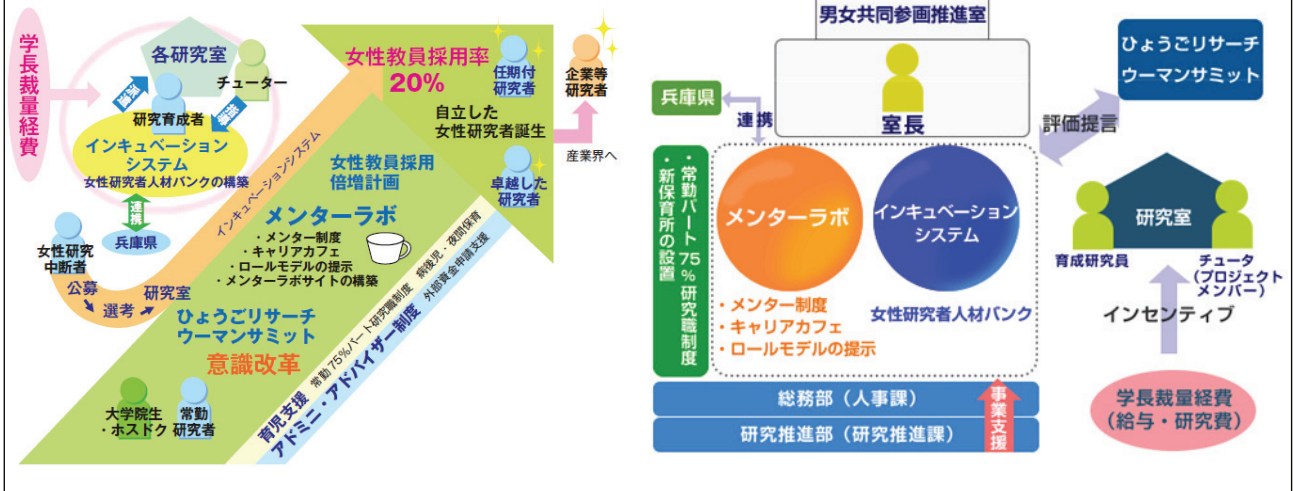 学長裁量経費
各研究室
チューター
派遣
指導
研究育成者
インキュベーション
システム
女性研究者人材バンクの構築
連携
兵庫県
女性研究
中断者
公募
選考
研究室
インキュベーションシステム
女性教員採用率
20%
任期付
研究者
企業等
研究者
自立した
女性研究者誕生
産業界へ
卓越した
研究者
女性教員採用
倍増計画
メンターラボ
・メンター制度
・キャリアカフェ
・ロールモデルの提示
・メンターラボサイトの構築
ひょうごリサーチ
ウーマンサミット
意識改革
大学院生
・ポスドク
常勤
研究者
育児支援 常勤75%パート研究職制度 病後児・夜間保育
アドミニ・アドバイザー制度 外部資金申請支援
男女共同参画推進室
室長
兵庫県
連携
ひょうごリサーチ
ウーマンサミット
評価提言
・常勤パート75%研究職制度
・新保育所の設置
メンターラボ
インキュベーション
システム
・メンター制度
・キャリアカフェ
・ロールモデルの提示
女性研究者人材バンク
研究室
育成研究員
チュータ
(プロジェクト
メンバー)
インセンティブ
学長裁量経費
(給与・研究費)
総務部(人事課)
研究推進部(研究推進課)
事業支援